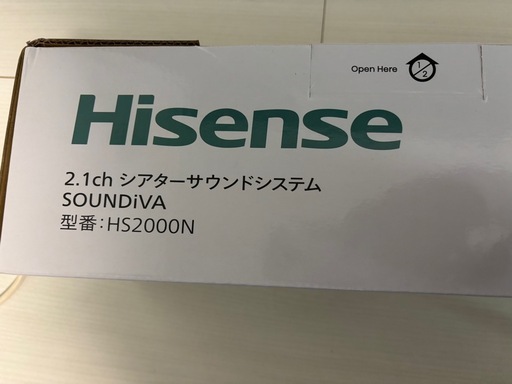 Open Here
1/2
Hisense
2.1ch シアターサウンドシステム
SOUNDiVA
型番:HS2000N